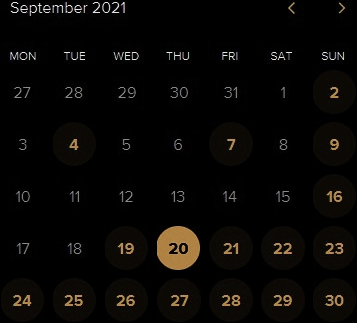 September 2021
MON TUE WED THU FRI SAT SUN
27 28 29 30 31 1 2
3 4 5 6 7 8 9
10 11 12 13 14 15 16
17 18 19 20 21 22 23
24 25 26 27 28 29 30